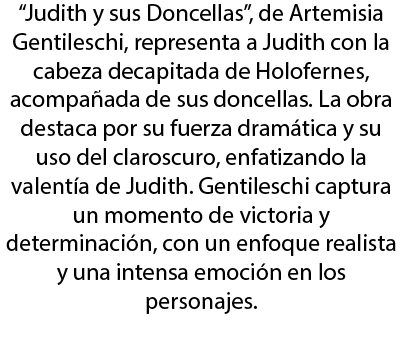 “Judith y sus Doncellas”, de Artemisia
Gentileschi, representa a Judith con la
cabeza decapitada de Holofernes,
acompañada de sus doncellas. La obra
destaca por su fuerza dramática y su
uso del claroscuro, enfatizando la
valentía de Judith. Gentileschi captura
un momento de victoria y
determinación, con un enfoque realista
y una intensa emoción en los
personajes.